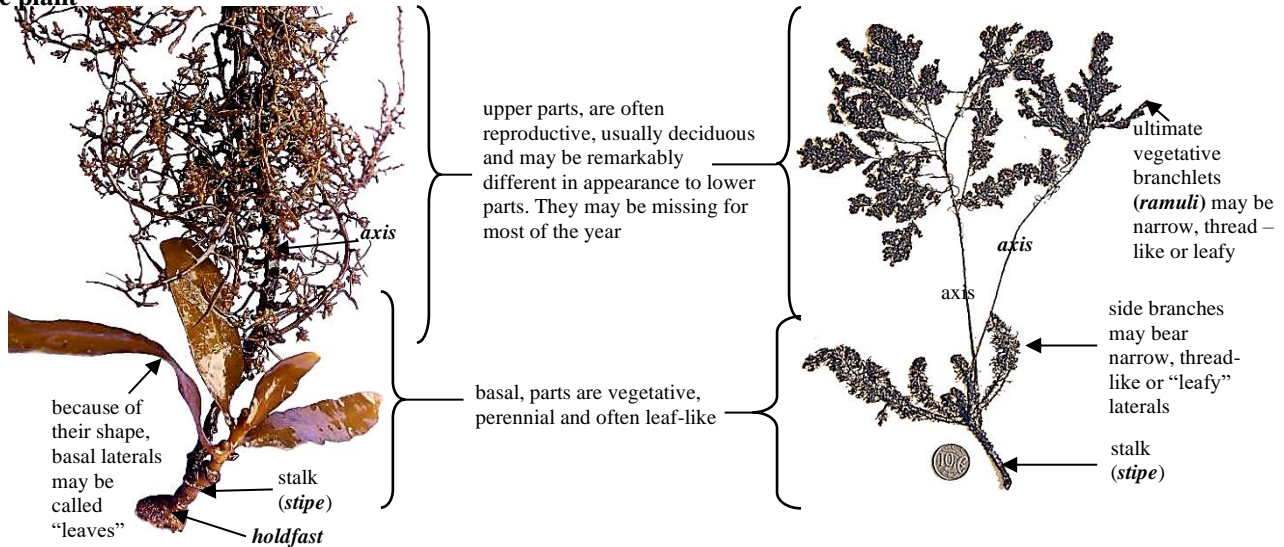 plant
upper parts, are often
reproductive, usually deciduous
and may be remarkably
different in appearance to lower
parts. They may be missing for
most of the year
ultimate
vegetative
branchlets
(ramuli) may be
narrow, thread –
like or leafy
axis
axis
axis
side branches
may bear
narrow, thread-
like or “leafy”
laterals
basal, parts are vegetative,
perennial and often leaf-like
because of
their shape,
basal laterals
may be
called
“leaves”
stalk
(stipe)
holdfast
stalk
(stipe)
10